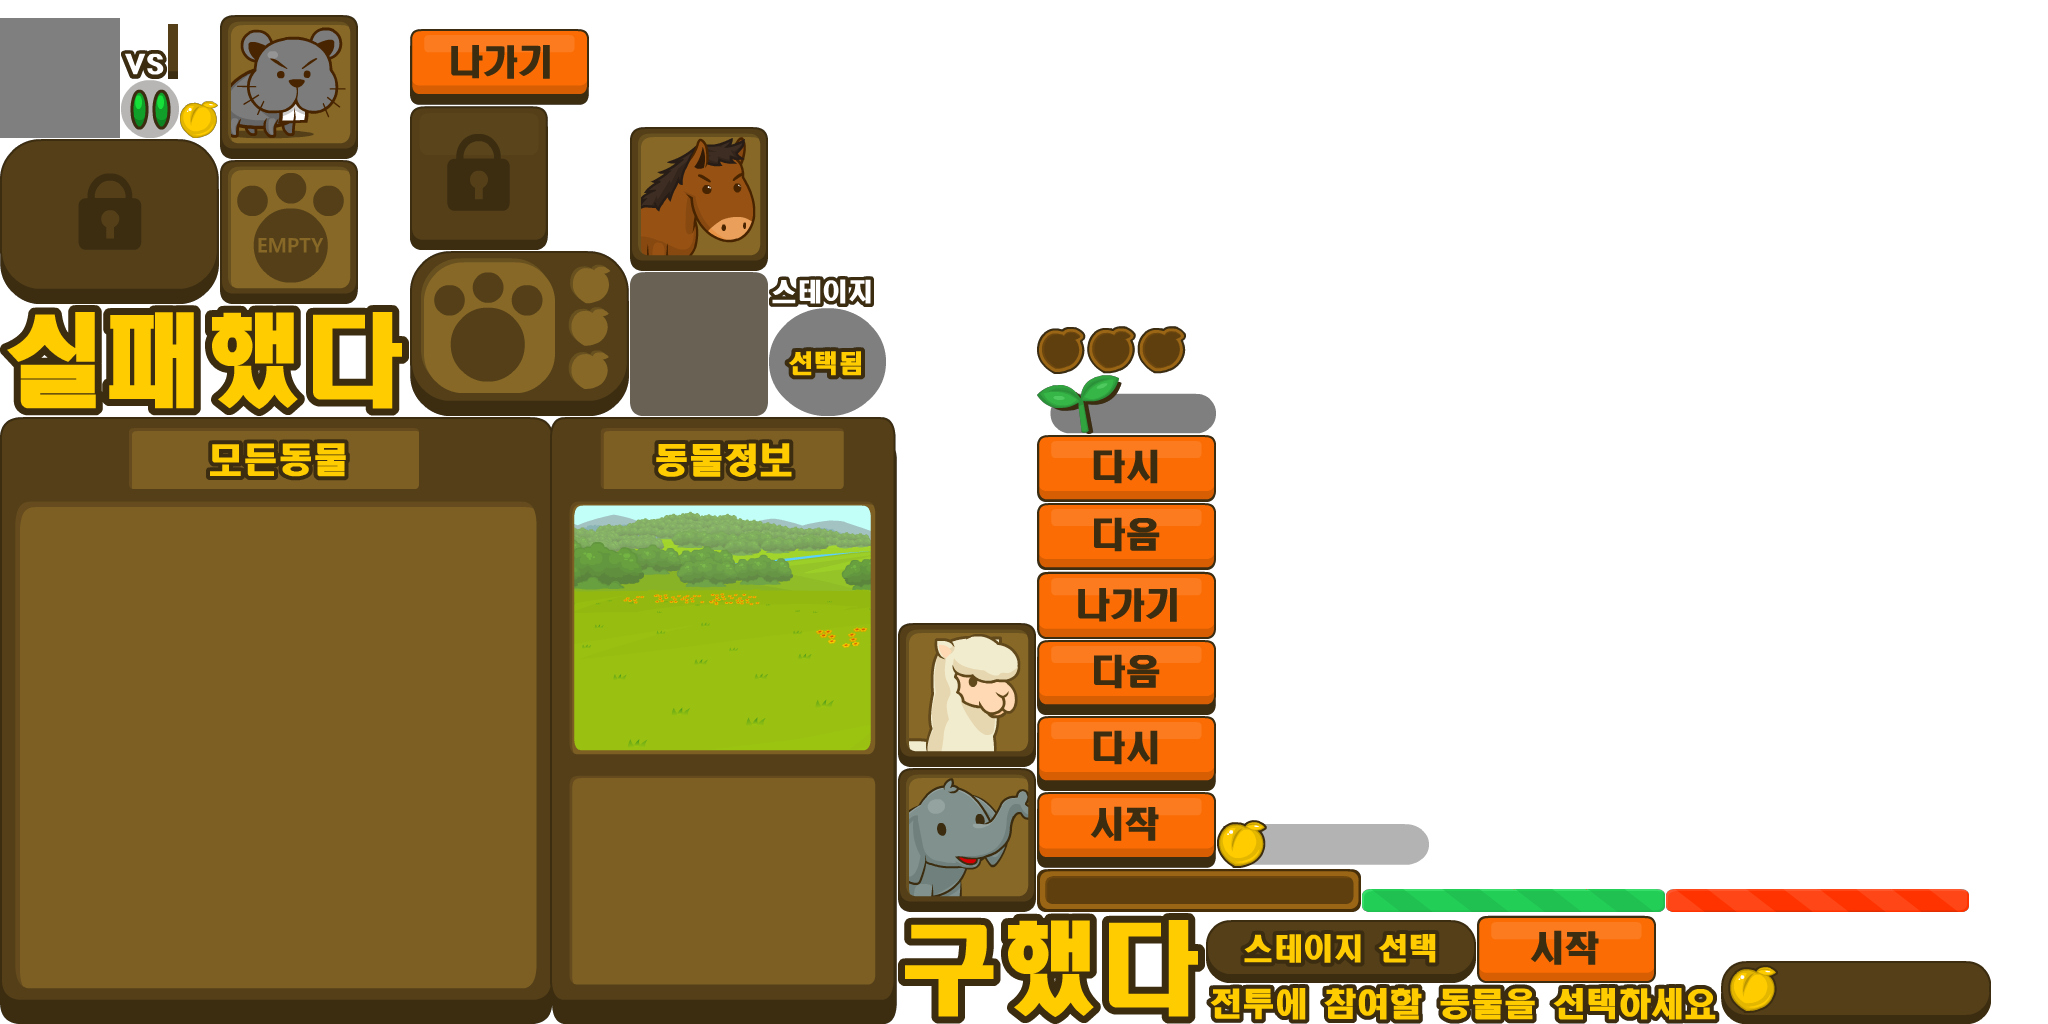 VS
나가기
EMPTY
스테이지
선택됨
실패했다
모든동물
동물정보
다시
다음
나가기
다음
다시
시작
구했다
스테이지 선택
시작
전투에 참여할 동물을 선택하세요